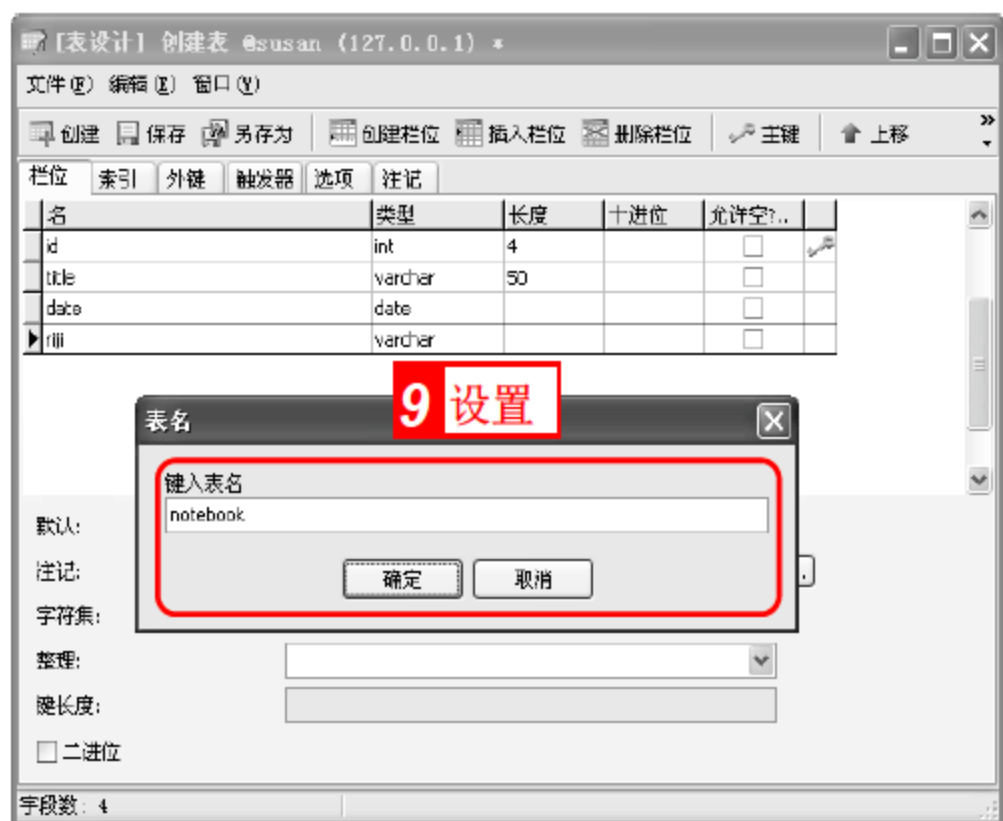 [表设计] 创建表 @susan (127.0.0.1) *
文件(F) 编辑(E) 窗口(Y)
创建 保存 另存为 创建栏位 插入栏位 删除栏位 主键 上移 »
栏位 索引 外键 触发器 选项 注记
名 类型 长度 十进位 允许空?..
id int 4
title varchar 50
date date
riji varchar
9 设置
表名
键入表名
notebook
确定 取消
默认:
注记:
字符集:
整理:
键长度:
二进位
字段数: 4